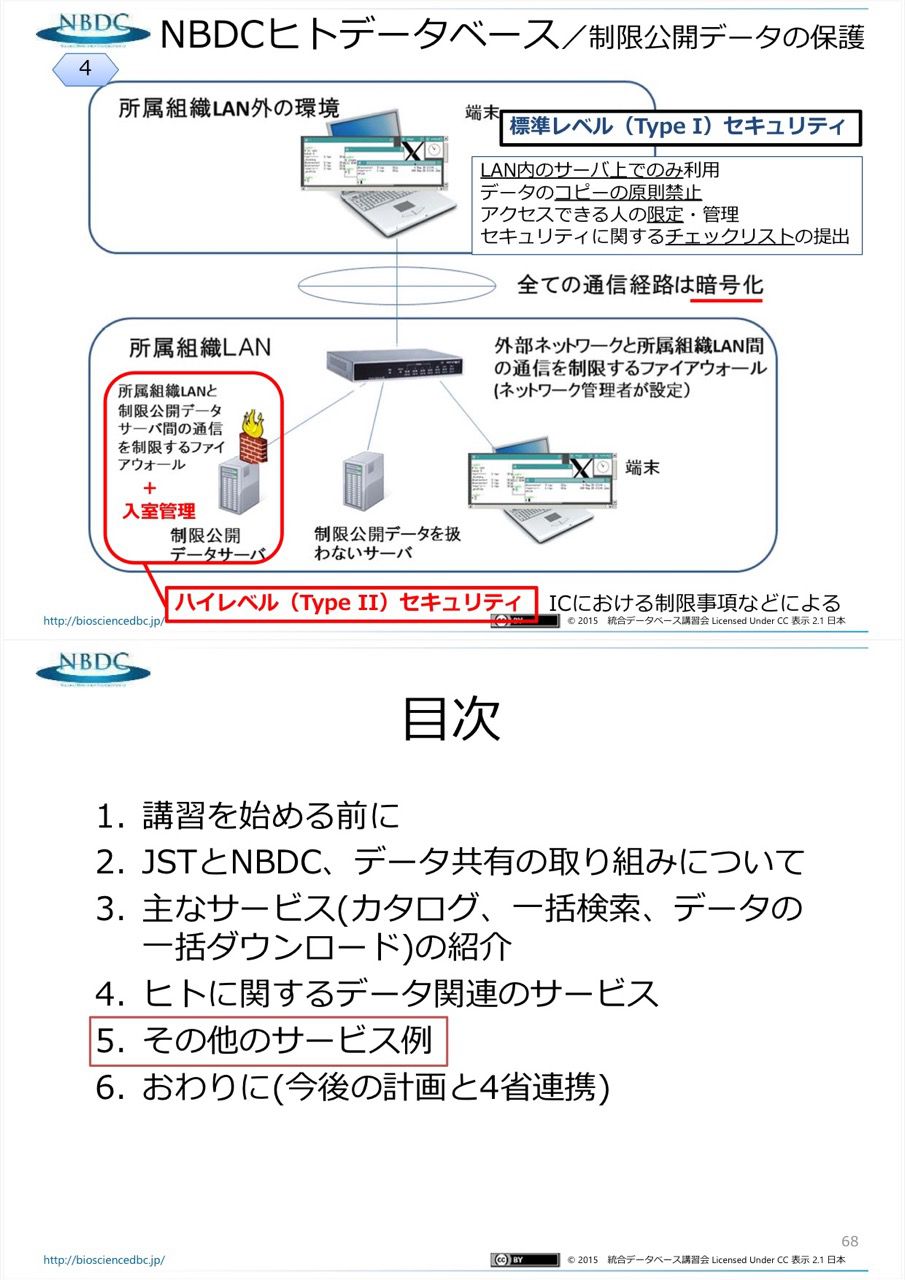 NBDC
NBDCヒトデータベース／制限公開データの保護
4
所属組織LAN外の環境
端末
標準レベル（Type I）セキュリティ
LAN内のサーバ上でのみ利用
データのコピーの原則禁止
アクセスできる人の限定・管理
セキュリティに関するチェックリストの提出
全ての通信経路は暗号化
所属組織LAN
外部ネットワークと所属組織LAN間
の通信を制限するファイアウォール
(ネットワーク管理者が設定)
所属組織LANと
制限公開データ
サーバ間の通信
を制限するファイ
アウォール
+
入室管理
制限公開
データサーバ
制限公開データを扱
わないサーバ
端末
ハイレベル（Type II）セキュリティ
ICにおける制限事項などによる
http://biosciencedbc.jp/
cc BY
© 2015 統合データベース講習会 Licensed Under CC 表示 2.1 日本
NBDC
目次
1. 講習を始める前に
2. JSTとNBDC、データ共有の取り組みについて
3. 主なサービス(カタログ、一括検索、データの
一括ダウンロード)の紹介
4. ヒトに関するデータ関連のサービス
5. その他のサービス例
6. おわりに(今後の計画と4省連携)
68
http://biosciencedbc.jp/
cc BY
© 2015 統合データベース講習会 Licensed Under CC 表示 2.1 日本